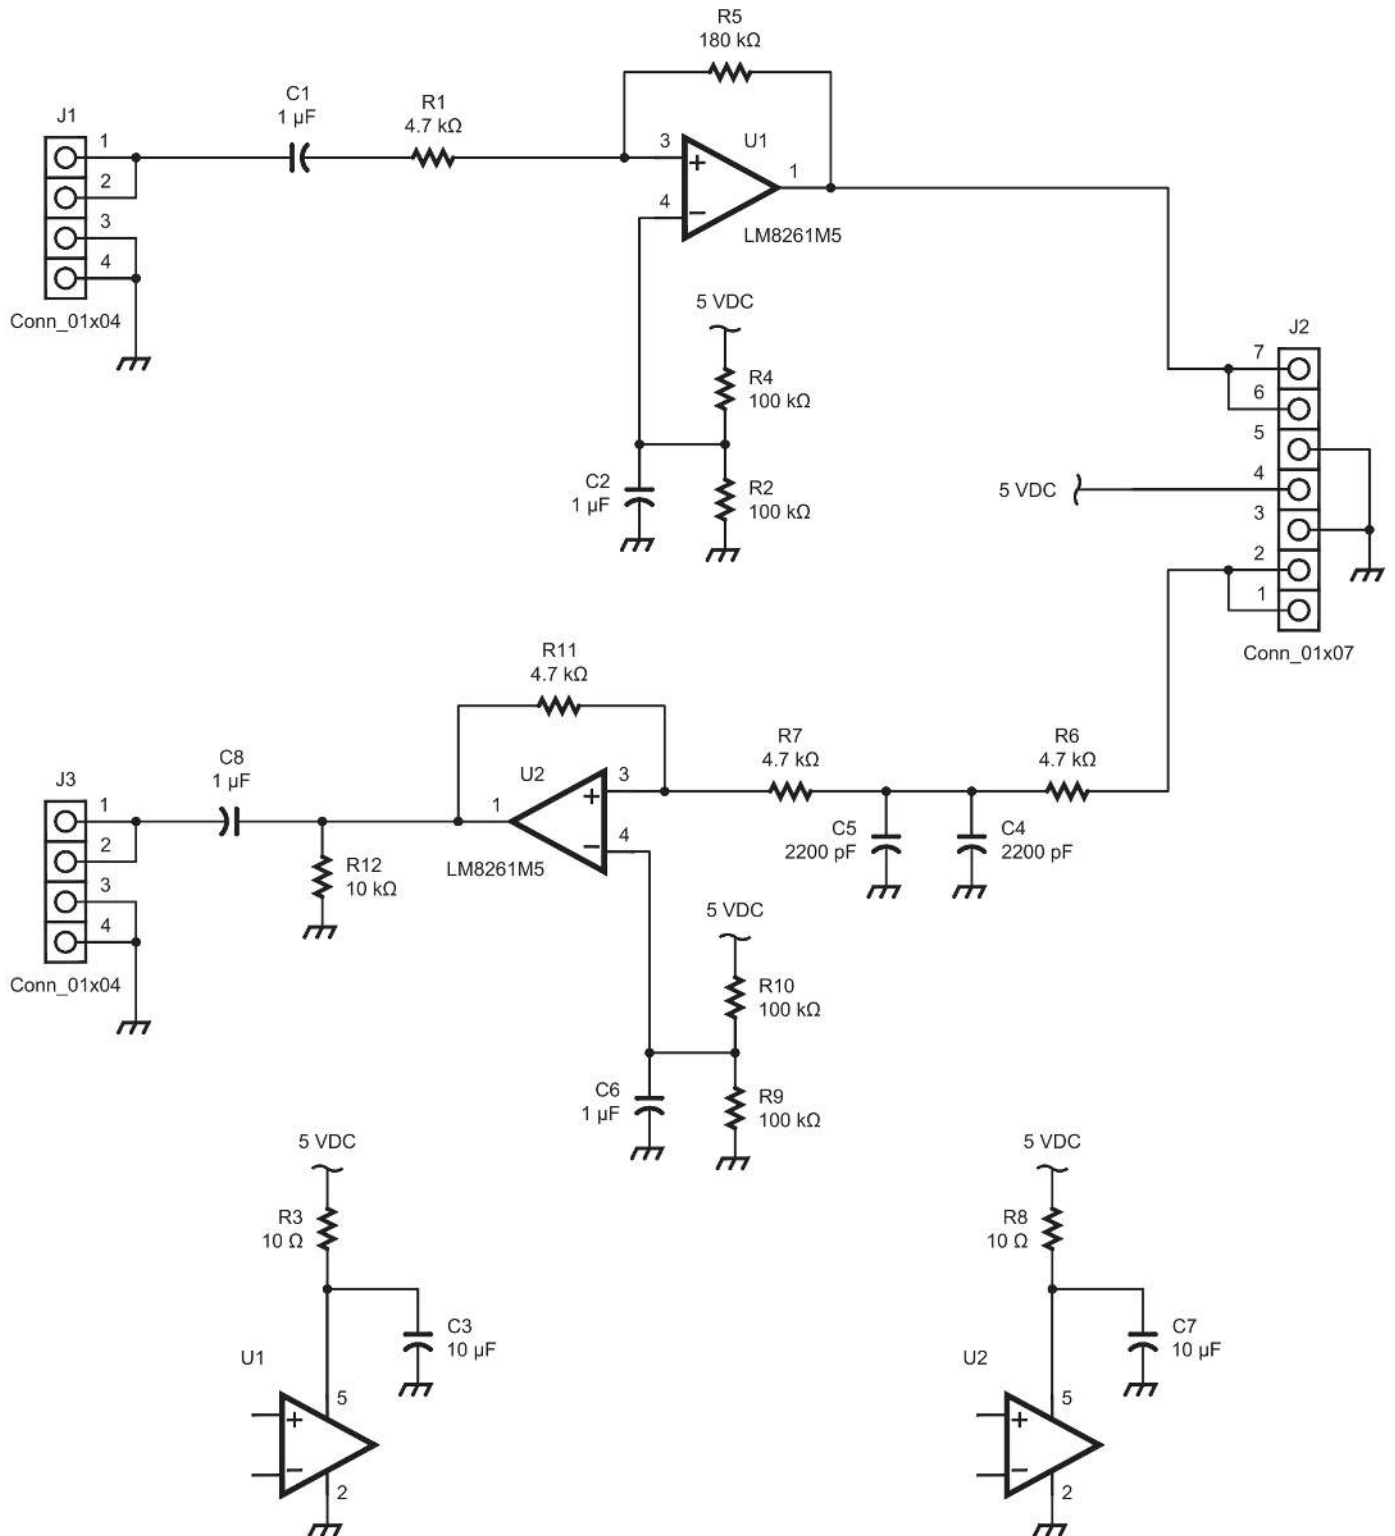 R5
180 kΩ
C1
1 µF
R1
4.7 kΩ
J1
1
2
3
4
Conn_01x04
3
+
4
−
U1
1
LM8261M5
5 VDC
R4
100 kΩ
C2
1 µF
R2
100 kΩ
J2
7
6
5
4
3
2
1
5 VDC
Conn_01x07
R11
4.7 kΩ
R7
4.7 kΩ
R6
4.7 kΩ
C8
1 µF
U2
3
+
1
4
−
LM8261M5
J3
1
2
3
4
Conn_01x04
R12
10 kΩ
C5
2200 pF
C4
2200 pF
5 VDC
R10
100 kΩ
C6
1 µF
R9
100 kΩ
5 VDC
R3
10 Ω
C3
10 µF
U1
5
+
−
2
5 VDC
R8
10 Ω
C7
10 µF
U2
5
+
−
2